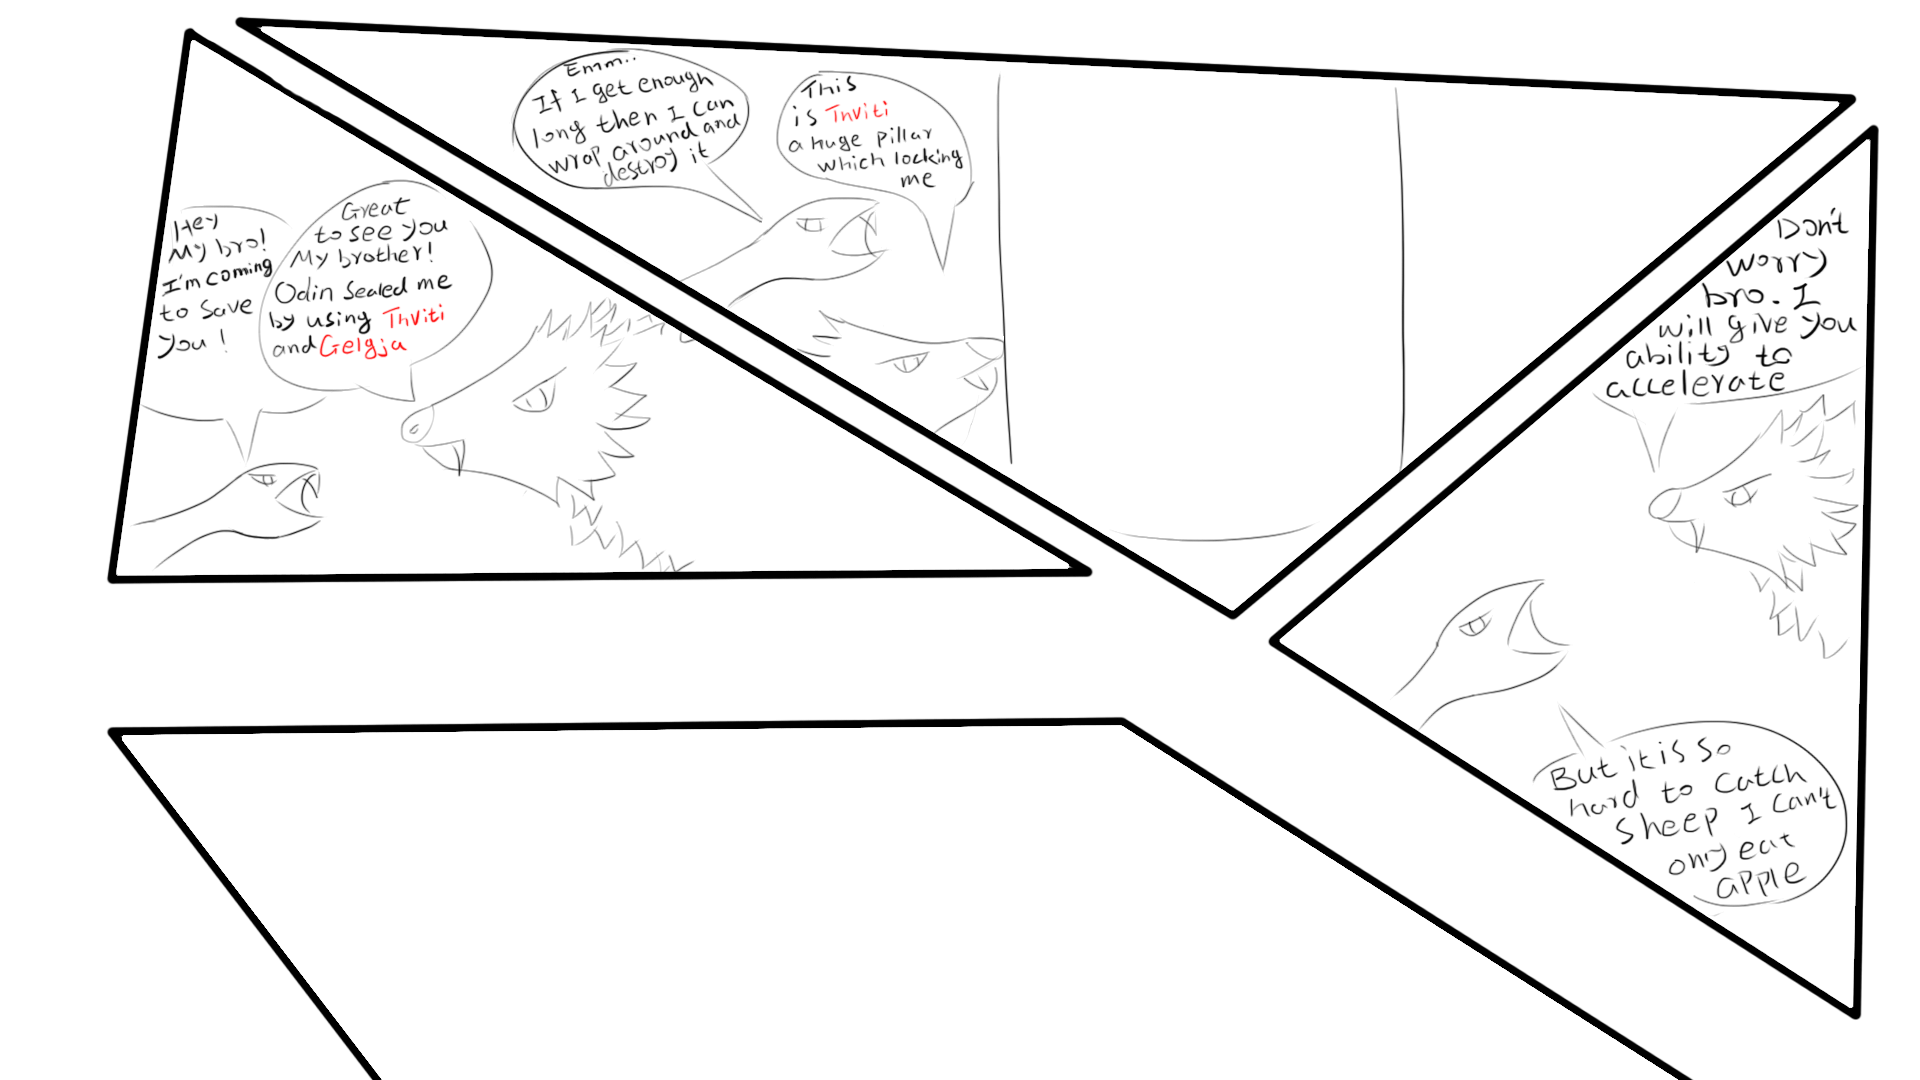 Hey
My bro!
I'm coming
to save
you !
Great
to see you
My brother!
Odin Sealed me
by using Thviti
and Gelgja
Emm..
If I get enough
long then I can
wrap around and
destroy it
This
is Thviti
a huge pillar
which locking
me
Don't
worry
bro. I
will give you
ability to
accelerate
But it is so
hard to catch
sheep I can't
only eat
apple